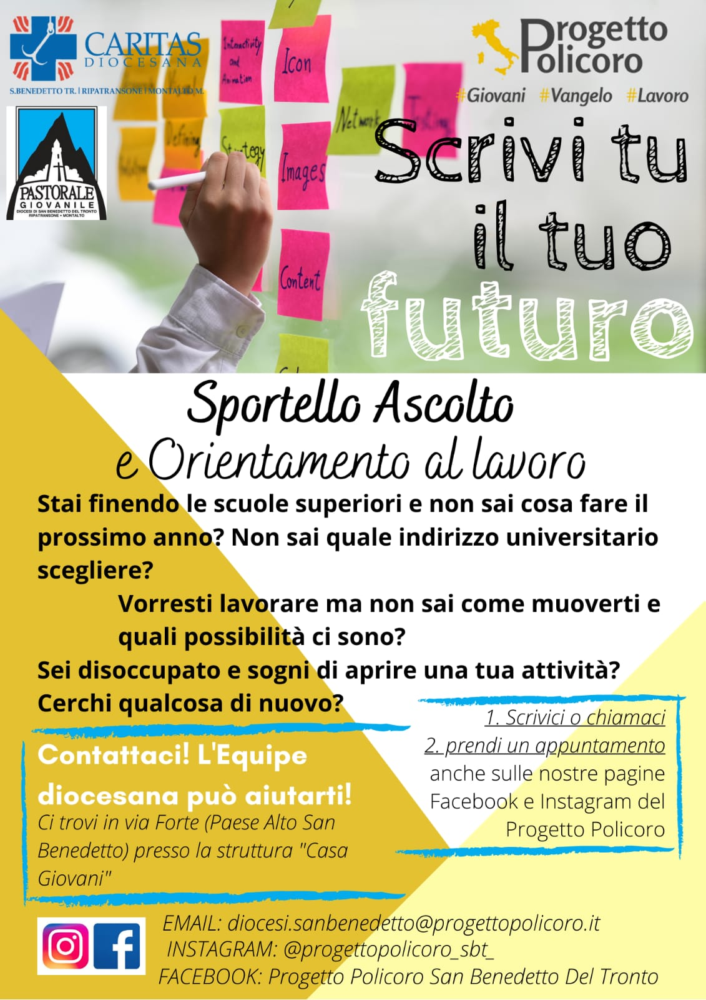 CARITAS
DIOCESANA
S.BENEDETTO TR. | RIPATRANSONE | MONTALTO M.
PASTORALE
GIOVANILE
DIOCESI DI SAN BENEDETTO DEL TRONTO
RIPATRANSONE • MONTALTO
Interactivity
and
Animation
Icon
Visual
Defining
Strategy
Images
Network
Testing
Content
Progetto
Policoro
#Giovani #Vangelo #Lavoro
Scrivi tu
il tuo
futuro
Sportello Ascolto
e Orientamento al lavoro
Stai finendo le scuole superiori e non sai cosa fare il
prossimo anno? Non sai quale indirizzo universitario
scegliere?
Vorresti lavorare ma non sai come muoverti e
quali possibilità ci sono?
Sei disoccupato e sogni di aprire una tua attività?
Cerchi qualcosa di nuovo?
Contattaci! L'Equipe
diocesana può aiutarti!
Ci trovi in via Forte (Paese Alto San
Benedetto) presso la struttura "Casa
Giovani"
1. Scrivici o chiamaci
2. prendi un appuntamento
anche sulle nostre pagine
Facebook e Instagram del
Progetto Policoro
EMAIL: diocesi.sanbenedetto@progettopolicoro.it
INSTAGRAM: @progettopolicoro_sbt_
FACEBOOK: Progetto Policoro San Benedetto Del Tronto